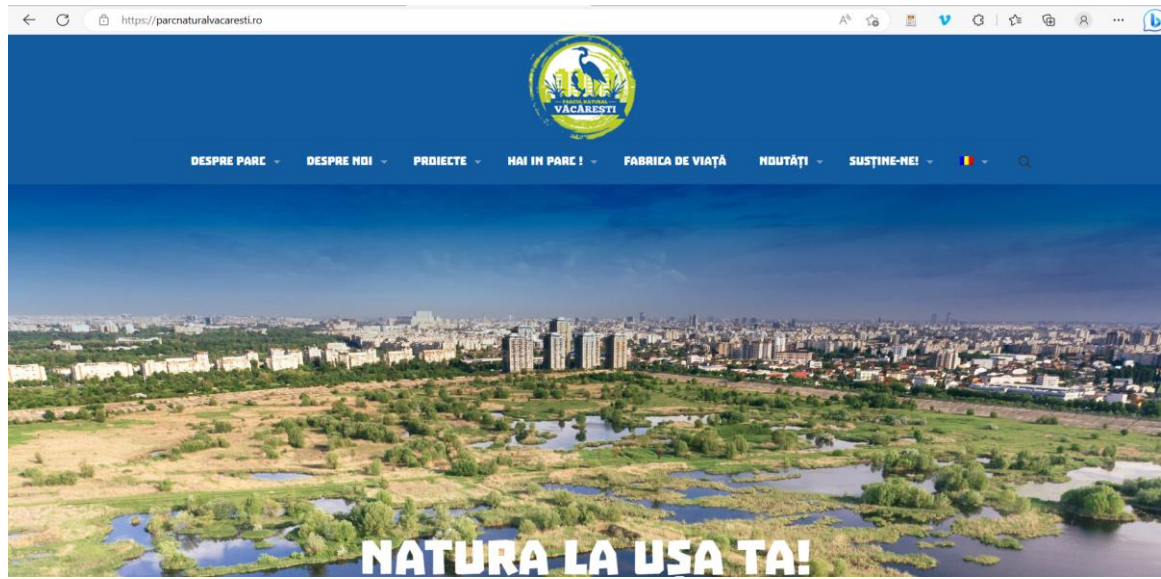 https://parcnaturalvacaresti.ro
PARCUL NATURAL
VĂCĂREȘTI
DESPRE PARC DESPRE NOI PROIECTE HAI IN PARC ! FABRICA DE VIAȚĂ NOUTĂȚI SUSȚINE-NE!
NATURA LA UȘA TA!